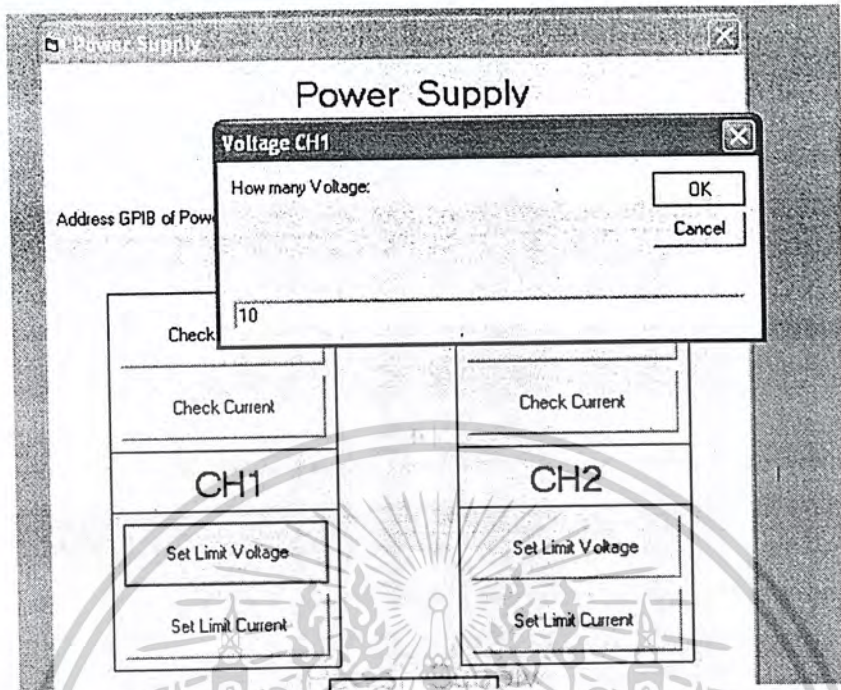 Power Supply
Power Supply
Voltage CH1
How many Voltage:
OK
Cancel
Address GPIB of Pow
10
Check
Check Current
Check Current
CH1
CH2
Set Limit Voltage
Set Limit Voltage
Set Limit Current
Set Limit Current